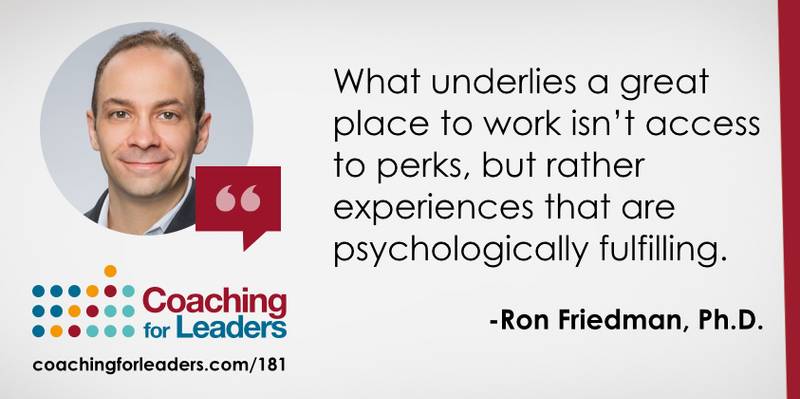 What underlies a great
place to work isn’t access
to perks, but rather
experiences that are
psychologically fulfilling.
-Ron Friedman, Ph.D.
Coaching
for Leaders
coachingforleaders.com/181